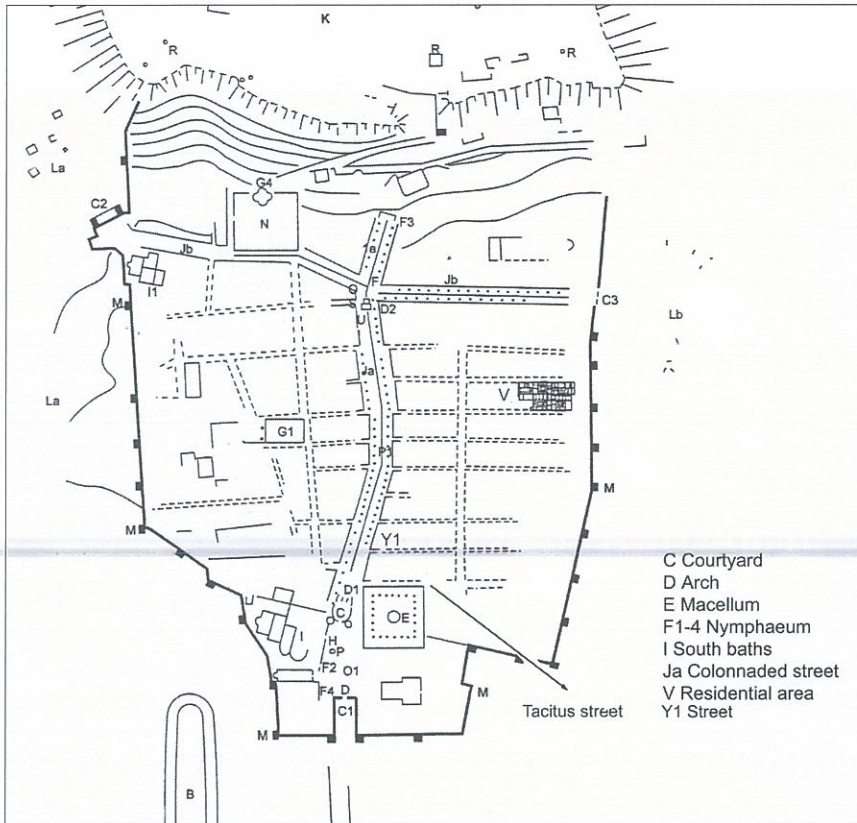 K
R
R
R
La
C2
G4
N
F3
Ja
Jb
F
Jb
I1
M
S
D2
U
C3
Lb
La
Ja
V
G1
P1
M
M
Y1
D1
C
E
H
P
F2
O1
F4
D
C1
M
M
B
Tacitus street
C Courtyard
D Arch
E Macellum
F1-4 Nymphaeum
I South baths
Ja Colonnaded street
V Residential area
Y1 Street